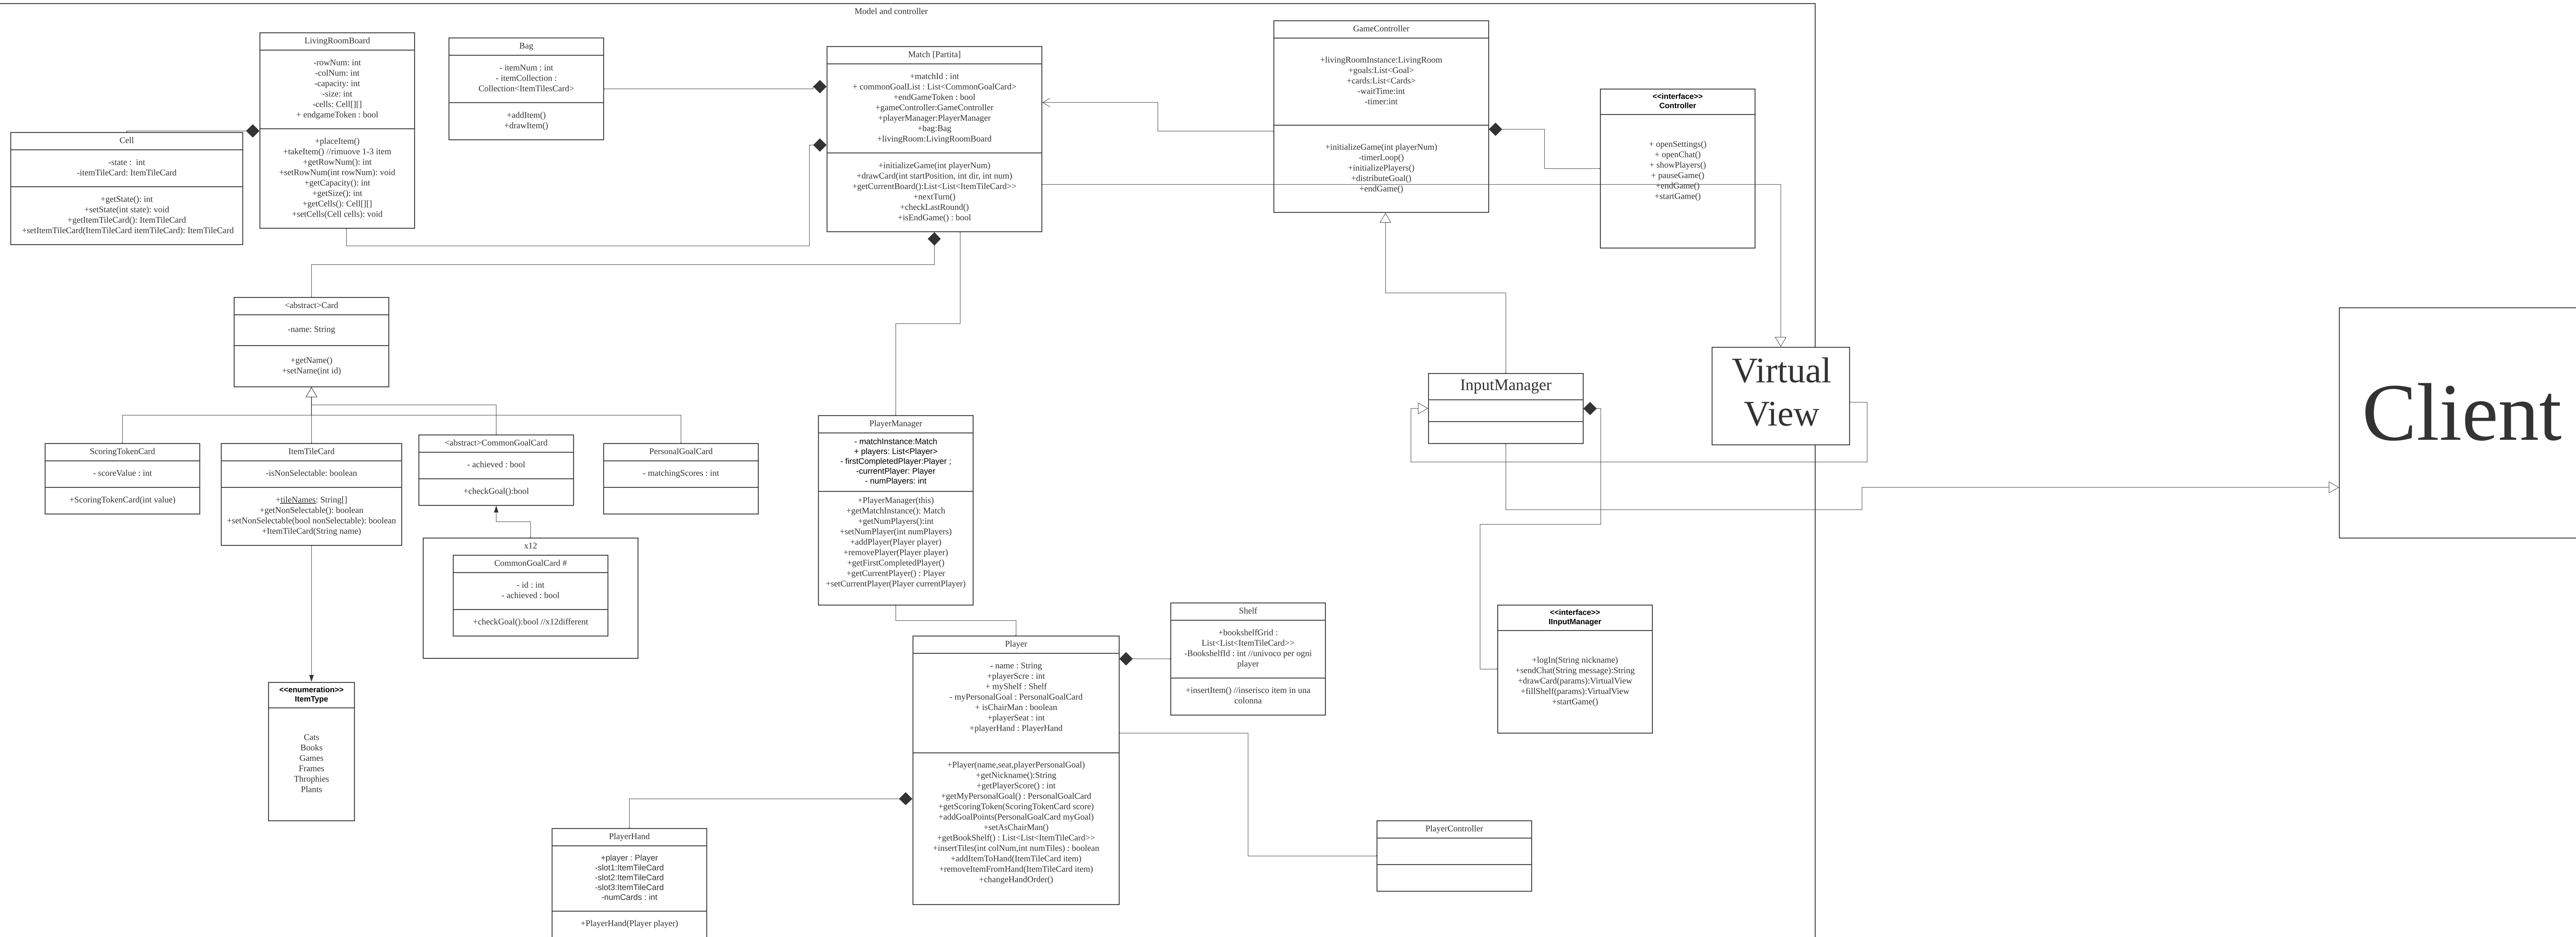 Model and controller
LivingRoomBoard
-rowNum: int
-colNum: int
-capacity: int
-size: int
-cells: Cell[][]
+ endgameToken : bool
+placeItem()
+takeItem() //rimuove 1-3 item
+getRowNum(): int
+setRowNum(int rowNum): void
+getCapacity(): int
+getSize(): int
+getCells(): Cell[][]
+setCells(Cell cells): void
Cell
-state :  int
-itemTileCard: ItemTileCard
+getState(): int
+setState(int state): void
+getItemTileCard(): ItemTileCard
+setItemTileCard(ItemTileCard itemTileCard): ItemTileCard
Bag
- itemNum : int
- itemCollection :
Collection<ItemTilesCard>
+addItem()
+drawItem()
Match [Partita]
+matchId : int
+ commonGoalList : List<CommonGoalCard>
+endGameToken : bool
+gameController:GameController
+playerManager:PlayerManager
+bag:Bag
+livingRoom:LivingRoomBoard
+initializeGame(int playerNum)
+drawCard(int startPosition, int dir, int num)
+getCurrentBoard():List<List<ItemTileCard>>
+nextTurn()
+checkLastRound()
+isEndGame() : bool
GameController
+livingRoomInstance:LivingRoom
+goals:List<Goal>
+cards:List<Cards>
-waitTime:int
-timer:int
+initializeGame(int playerNum)
-timerLoop()
+initializePlayers()
+distributeGoal()
+endGame()
<<interface>>
Controller
+ openSettings()
+ openChat()
+ showPlayers()
+ pauseGame()
+endGame()
+startGame()
<abstract>Card
-name: String
+getName()
+setName(int id)
ScoringTokenCard
- scoreValue : int
+ScoringTokenCard(int value)
ItemTileCard
-isNonSelectable: boolean
+tileNames: String[]
+getNonSelectable(): boolean
+setNonSelectable(bool nonSelectable): boolean
+ItemTileCard(String name)
<abstract>CommonGoalCard
- achieved : bool
+checkGoal():bool
PersonalGoalCard
- matchingScores : int
x12
CommonGoalCard #
- id : int
- achieved : bool
+checkGoal():bool //x12different
<<enumeration>>
ItemType
Cats
Books
Games
Frames
Throphies
Plants
PlayerManager
- matchInstance:Match
+ players: List<Player>
- firstCompletedPlayer:Player ;
-currentPlayer: Player
- numPlayers: int
+PlayerManager(this)
+getMatchInstance(): Match
+getNumPlayers():int
+setNumPlayer(int numPlayers)
+addPlayer(Player player)
+removePlayer(Player player)
+getFirstCompletedPlayer()
+getCurrentPlayer() : Player
+setCurrentPlayer(Player currentPlayer)
InputManager
Virtual
View
Client
Player
- name : String
+playerScre : int
+ myShelf : Shelf
- myPersonalGoal : PersonalGoalCard
+ isChairMan : boolean
+playerSeat : int
+playerHand : PlayerHand
+Player(name,seat,playerPersonalGoal)
+getNickname():String
+getPlayerScore() : int
+getMyPersonalGoal() : PersonalGoalCard
+getScoringToken(ScoringTokenCard score)
+addGoalPoints(PersonalGoalCard myGoal)
+setAsChairMan()
+getBookShelf() : List<List<ItemTileCard>>
+insertTiles(int colNum,int numTiles) : boolean
+addItemToHand(ItemTileCard item)
+removeItemFromHand(ItemTileCard item)
+changeHandOrder()
Shelf
+bookshelfGrid :
List<List<ItemTileCard>>
-BookshelfId : int //univoco per ogni
player
+insertItem() //inserisco item in una
colonna
<<interface>>
IInputManager
+logIn(String nickname)
+sendChat(String message):String
+drawCard(params):VirtualView
+fillShelf(params):VirtualView
+startGame()
PlayerHand
+player : Player
-slot1:ItemTileCard
-slot2:ItemTileCard
-slot3:ItemTileCard
-numCards : int
+PlayerHand(Player player)
PlayerController